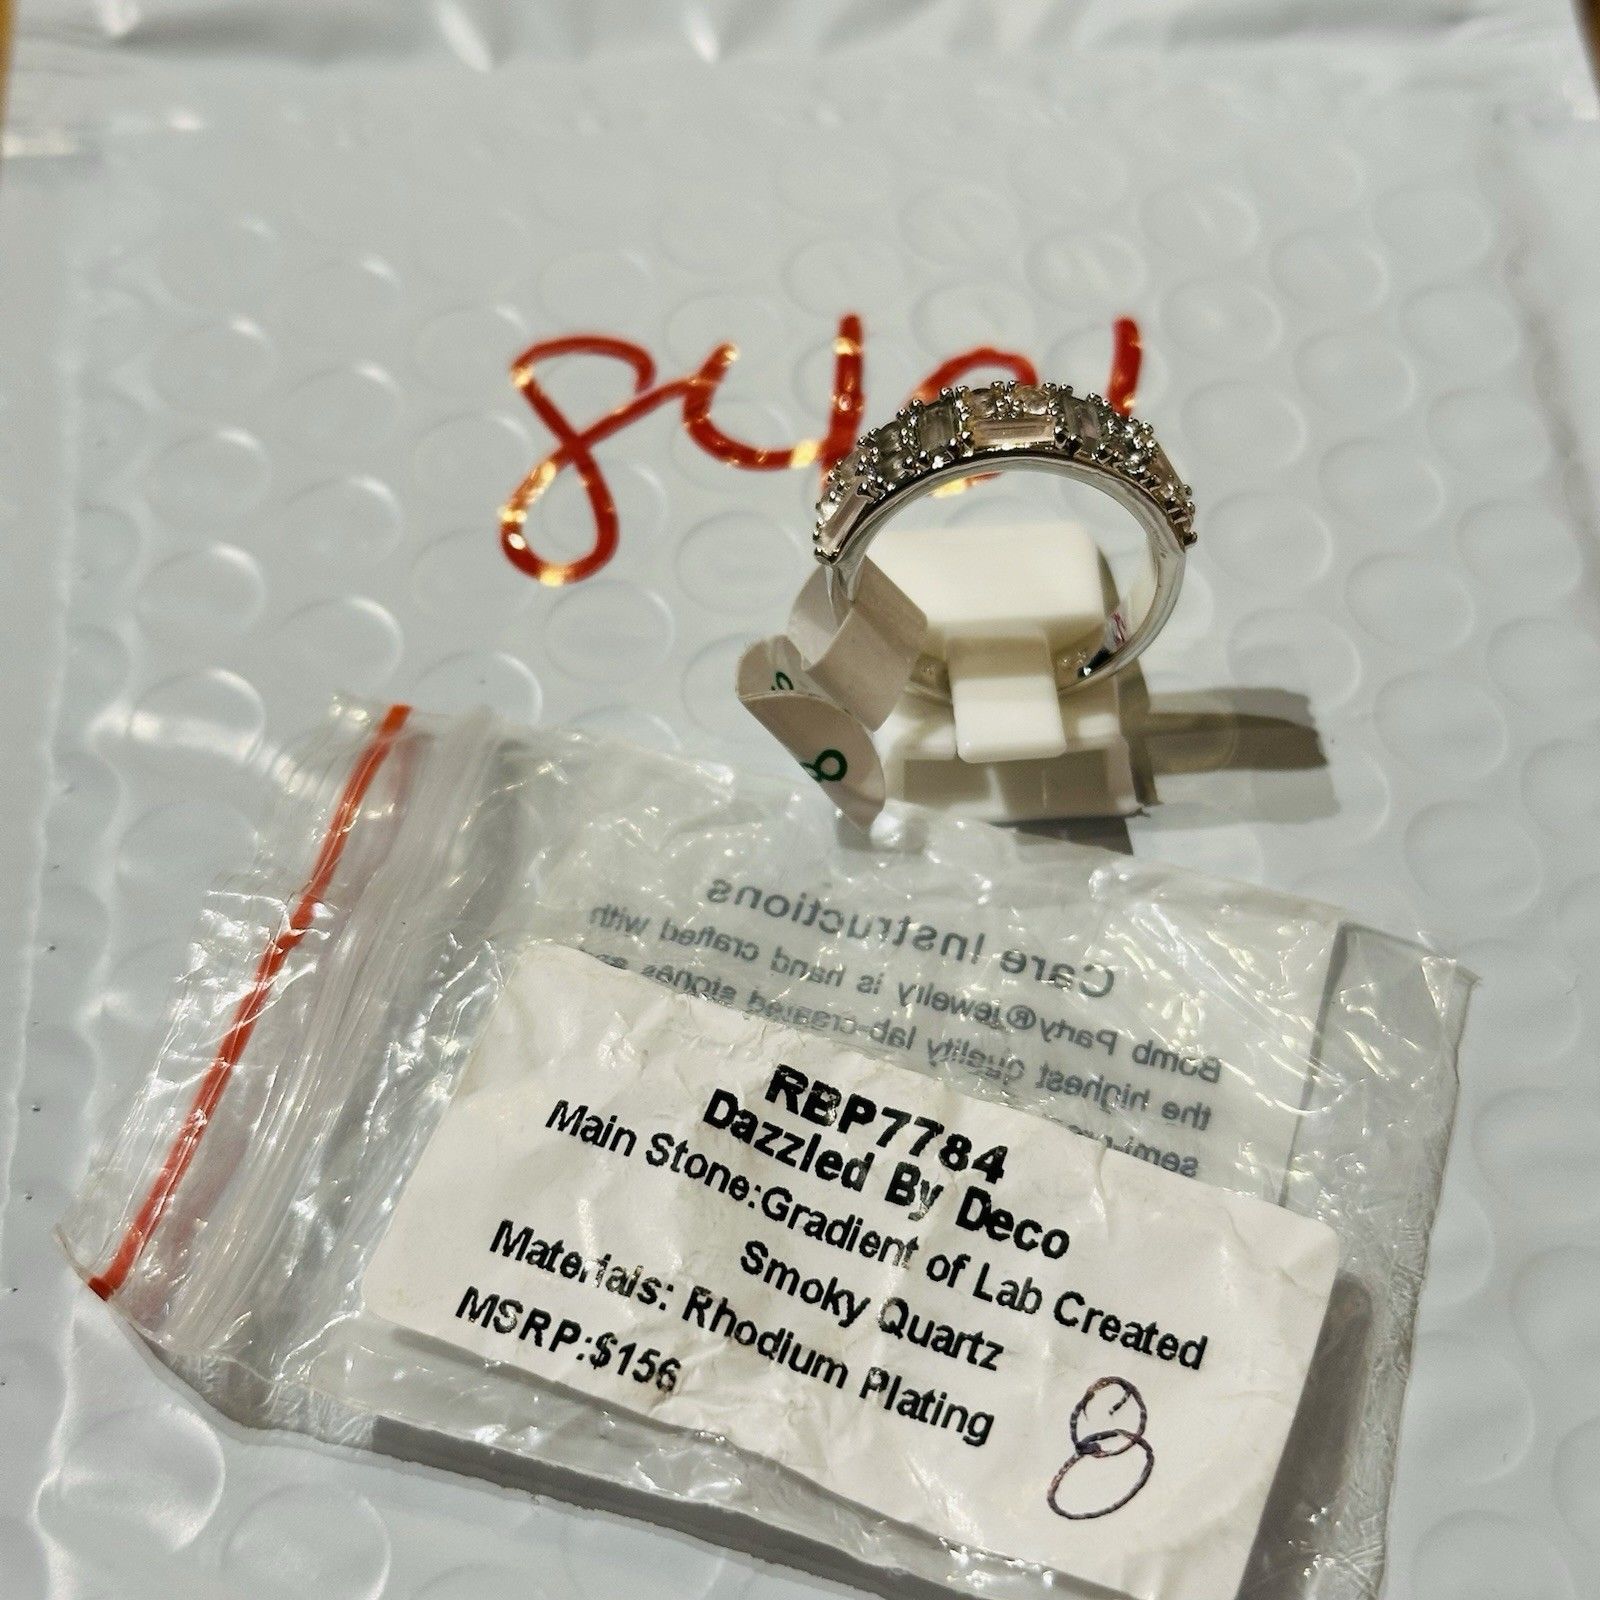 8
Care Instructions
Bomb Party® jewelry is hand crafted with
the highest quality lab-created stones
RBP7784
Dazzled By Deco
Main Stone:Gradient of Lab Created
Smoky Quartz
Materials: Rhodium Plating
MSRP:$156
8